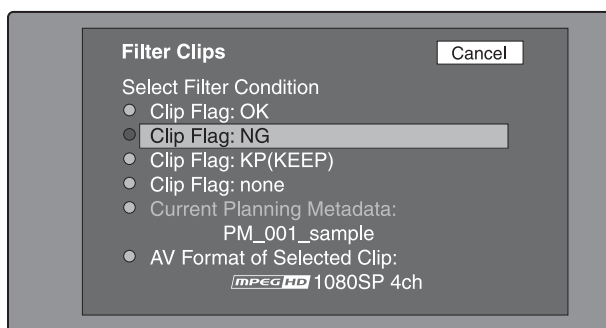 Filter Clips
Cancel
Select Filter Condition
Clip Flag: OK
Clip Flag: NG
Clip Flag: KP(KEEP)
Clip Flag: none
Current Planning Metadata:
PM_001_sample
AV Format of Selected Clip:
MPEG HD 1080SP 4ch